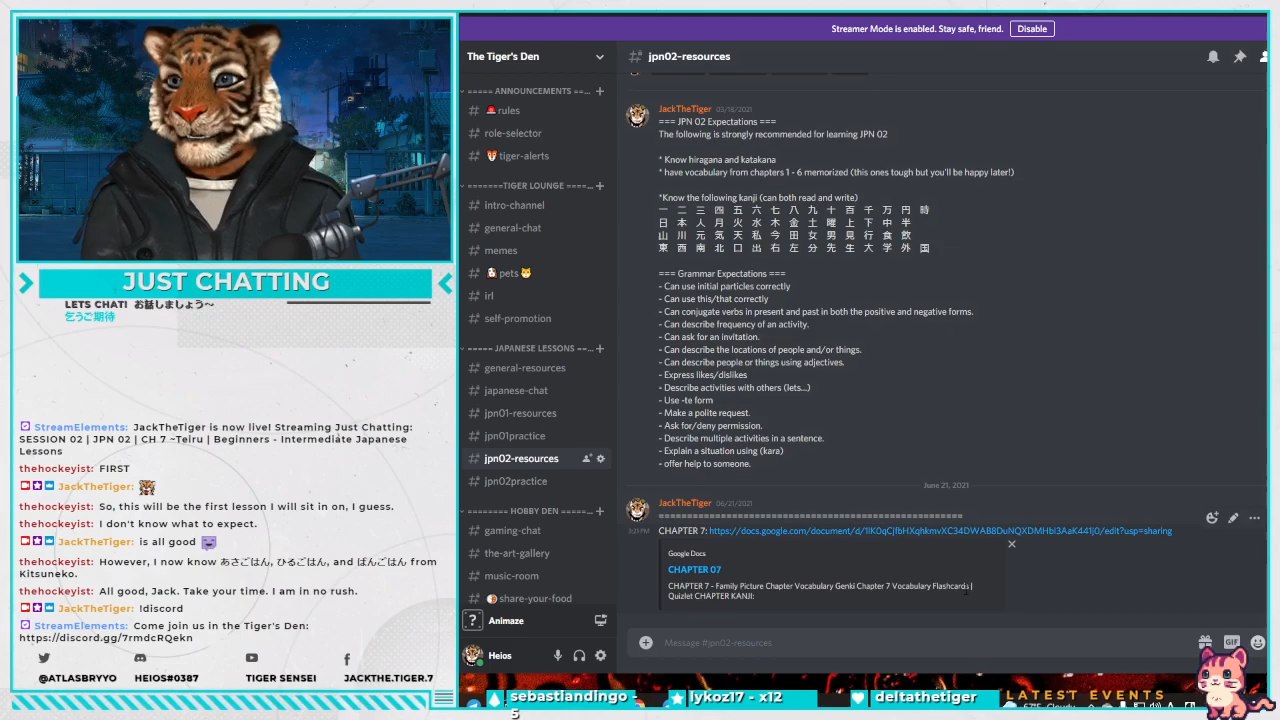 Streamer Mode is enabled. Stay safe, friend.
Disable
The Tiger's Den
jpn02-resources
===== ANNOUNCEMENTS ==...
rules
role-selector
tiger-alerts
=======TIGER LOUNGE ====...
intro-channel
general-chat
memes
pets
irl
self-promotion
===== JAPANESE LESSONS ==...
general-resources
japanese-chat
jpn01-resources
jpn01practice
jpn02-resources
jpn02practice
===== HOBBY DEN =====...
gaming-chat
the-art-gallery
music-room
share-your-food
Animaze
Heios
JackTheTiger 03/18/2021
=== JPN 02 Expectations ===
The following is strongly recommended for learning JPN 02
* Know hiragana and katakana
* have vocabulary from chapters 1 - 6 memorized (this ones tough but you'll be happy later!)
*Know the following kanji (can both read and write)
一 二 三 四 五 六 七 八 九 十 百 千 万 円 時
日 本 人 月 火 水 木 金 土 曜 上 下 中 半
山 川 元 気 天 私 今 田 女 男 見 行 食 飲
東 西 南 北 口 出 右 左 分 先 生 大 学 外 国
=== Grammar Expectations ===
- Can use initial particles correctly
- Can use this/that correctly
- Can conjugate verbs in present and past in both the positive and negative forms.
- Can describe frequency of an activity.
- Can ask for an invitation.
- Can describe the locations of people and/or things.
- Can describe people or things using adjectives.
- Express likes/dislikes
- Describe activities with others (lets...)
- Use -te form
- Make a polite request.
- Ask for/deny permission.
- Describe multiple activities in a sentence.
- Explain a situation using (kara)
- offer help to someone.
June 21, 2021
JackTheTiger 06/21/2021
CHAPTER 7: https://docs.google.com/document/d/
Google Docs
CHAPTER 07
CHAPTER 7 - Family Picture Chapter Vocabulary Genki Chapter 7 Vocabulary Flashcards |
Quizlet CHAPTER KANJI:
Message #jpn02-resources
GIF
JUST CHATTING
LETS CHAT! お話しましょう～
乞うご期待
StreamElements: JackTheTiger is now live! Streaming Just Chatting:
SESSION 02 | JPN 02 | CH 7 ~Teiru | Beginners - Intermediate Japanese
Lessons
thehockeyist: FIRST
JackTheTiger:
thehockeyist: So, this will be the first lesson I will sit in on, I guess.
thehockeyist: I don't know what to expect.
JackTheTiger: is all good
thehockeyist: However, I now know あさごはん, ひるごはん, and ばんごはん from
Kitsuneko.
thehockeyist: All good, Jack. Take your time. I am in no rush.
JackTheTiger: !discord
StreamElements: Come join us in the Tiger's Den:
https://discord.gg/7rmdcRQekn
@ATLASBRYYO HEIOS#0387 TIGER SENSEI JACKTHE.TIGER.7
sebastiandingo -
5
lykoz17 - x12
deltathetiger
LATEST EVENTS